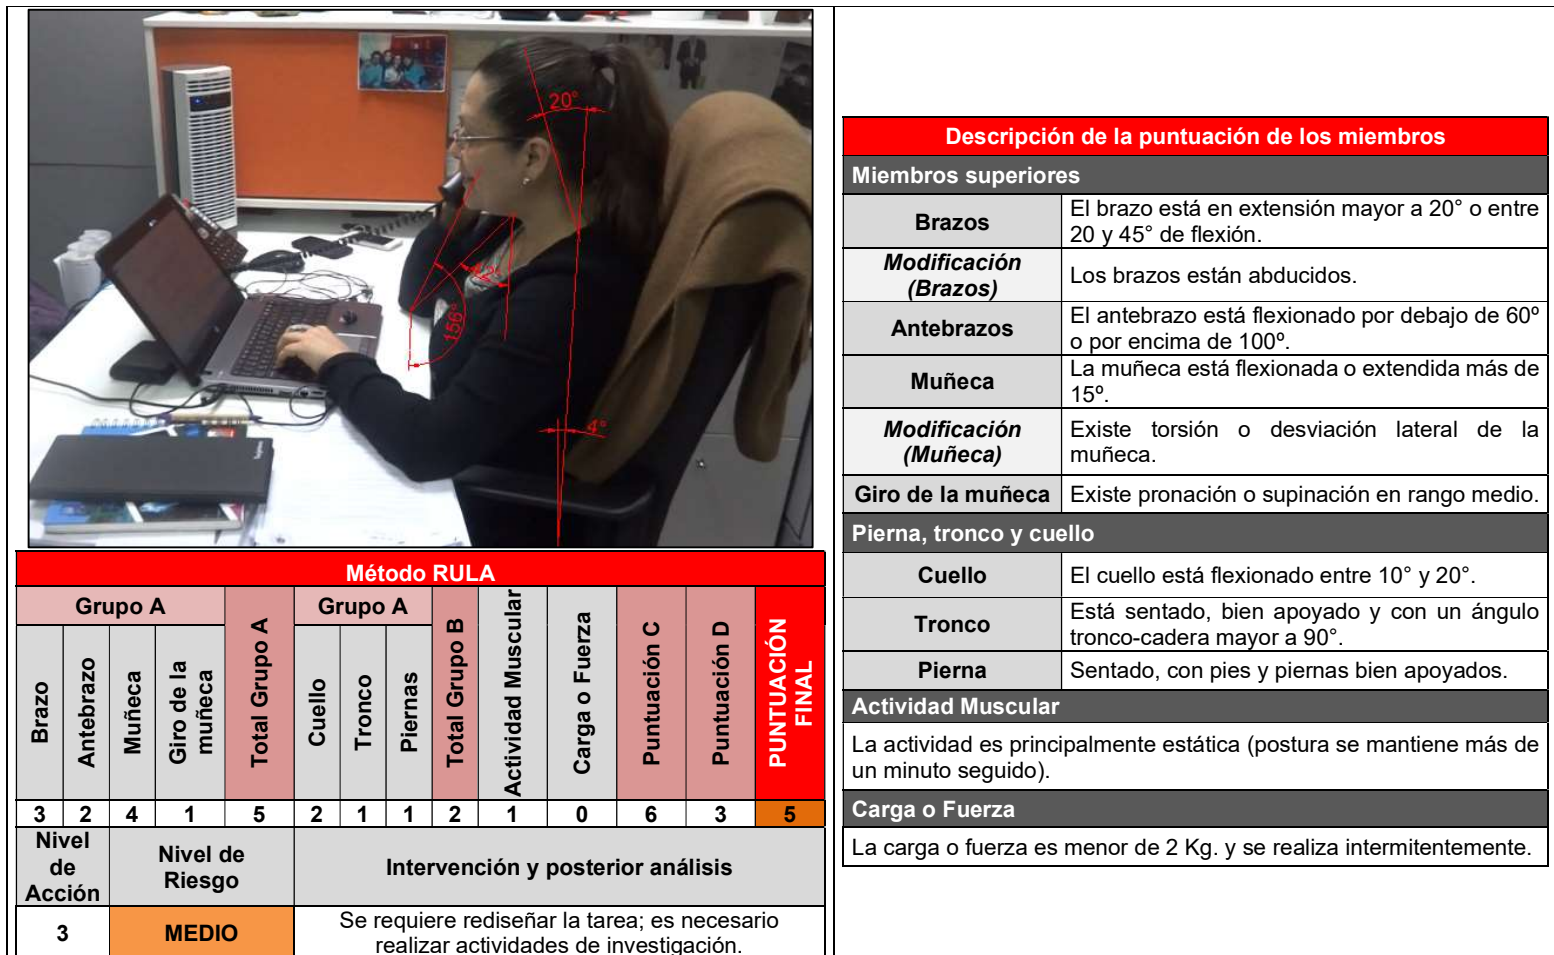 20°
42°
156°
4°
Método RULA
Grupo A
Grupo A
Brazo
Antebrazo
Muñeca
Giro de la
muñeca
Total Grupo A
Cuello
Tronco
Piernas
Total Grupo B
Actividad Muscular
Carga o Fuerza
Puntuación C
Puntuación D
PUNTUACIÓN
FINAL
3 2 4 1 5 2 1 1 2 1 0 6 3 5
Nivel
de
Acción
Nivel de
Riesgo
Intervención y posterior análisis
3
MEDIO
Se requiere rediseñar la tarea; es necesario
realizar actividades de investigación.
Descripción de la puntuación de los miembros
Miembros superiores
Brazos
El brazo está en extensión mayor a 20° o entre
20 y 45° de flexión.
Modificación
(Brazos)
Los brazos están abducidos.
Antebrazos
El antebrazo está flexionado por debajo de 60º
o por encima de 100º.
Muñeca
La muñeca está flexionada o extendida más de
15º.
Modificación
(Muñeca)
Existe torsión o desviación lateral de la
muñeca.
Giro de la muñeca
Existe pronación o supinación en rango medio.
Pierna, tronco y cuello
Cuello
El cuello está flexionado entre 10° y 20°.
Tronco
Está sentado, bien apoyado y con un ángulo
tronco-cadera mayor a 90°.
Pierna
Sentado, con pies y piernas bien apoyados.
Actividad Muscular
La actividad es principalmente estática (postura se mantiene más de
un minuto seguido).
Carga o Fuerza
La carga o fuerza es menor de 2 Kg. y se realiza intermitentemente.